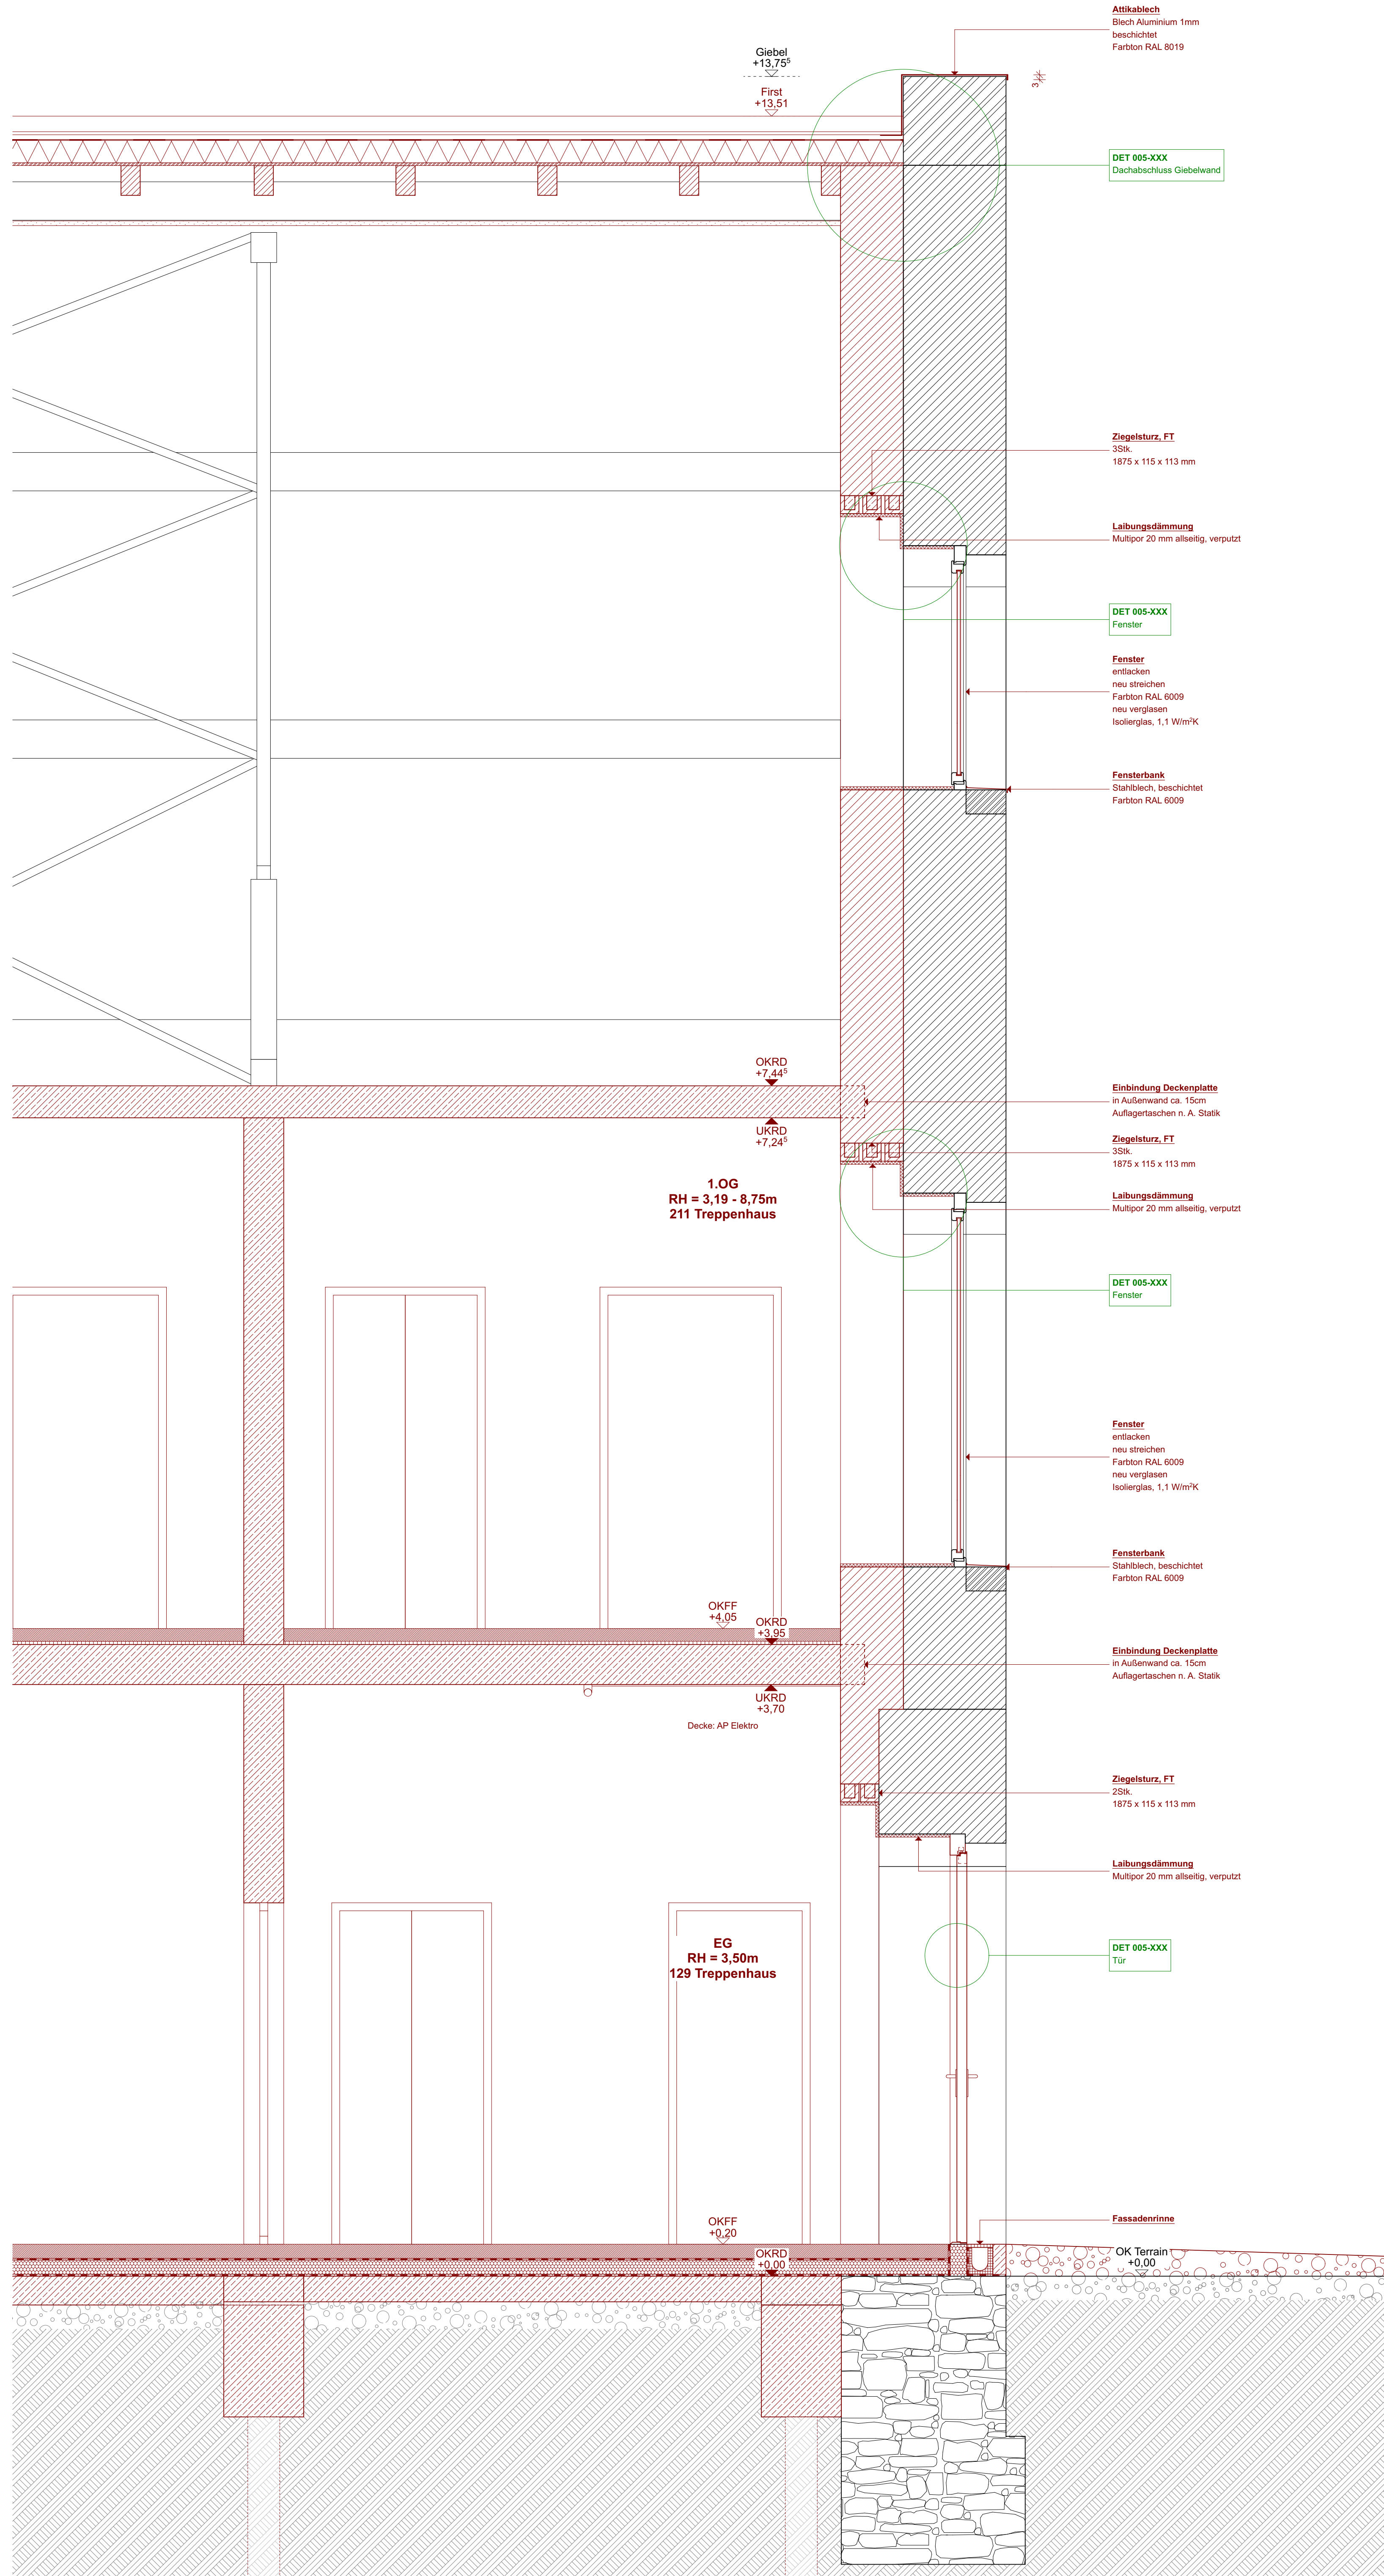 Attikablech
Blech Aluminium 1mm
beschichtet
Farbton RAL 8019
Giebel
+13,75⁵
3
First
+13,51
DET 005-XXX
Dachabschluss Giebelwand
Ziegelsturz, FT
3Stk.
1875 x 115 x 113 mm
Laibungsdämmung
Multipor 20 mm allseitig, verputzt
DET 005-XXX
Fenster
Fenster
entlacken
neu streichen
Farbton RAL 6009
neu verglasen
Isolierglas, 1,1 W/m²K
Fensterbank
Stahlblech, beschichtet
Farbton RAL 6009
OKRD
+7,44⁵
Einbindung Deckenplatte
in Außenwand ca. 15cm
Auflagertaschen n. A. Statik
UKRD
+7,24⁵
Ziegelsturz, FT
3Stk.
1875 x 115 x 113 mm
1.OG
RH = 3,19 - 8,75m
211 Treppenhaus
Laibungsdämmung
Multipor 20 mm allseitig, verputzt
DET 005-XXX
Fenster
Fenster
entlacken
neu streichen
Farbton RAL 6009
neu verglasen
Isolierglas, 1,1 W/m²K
Fensterbank
Stahlblech, beschichtet
Farbton RAL 6009
OKFF
+4,05
OKRD
+3,95
Einbindung Deckenplatte
in Außenwand ca. 15cm
Auflagertaschen n. A. Statik
UKRD
+3,70
Decke: AP Elektro
Ziegelsturz, FT
2Stk.
1875 x 115 x 113 mm
Laibungsdämmung
Multipor 20 mm allseitig, verputzt
EG
RH = 3,50m
129 Treppenhaus
DET 005-XXX
Tür
Fassadenrinne
OKFF
+0,20
OKRD
+0,00
OK Terrain
+0,00